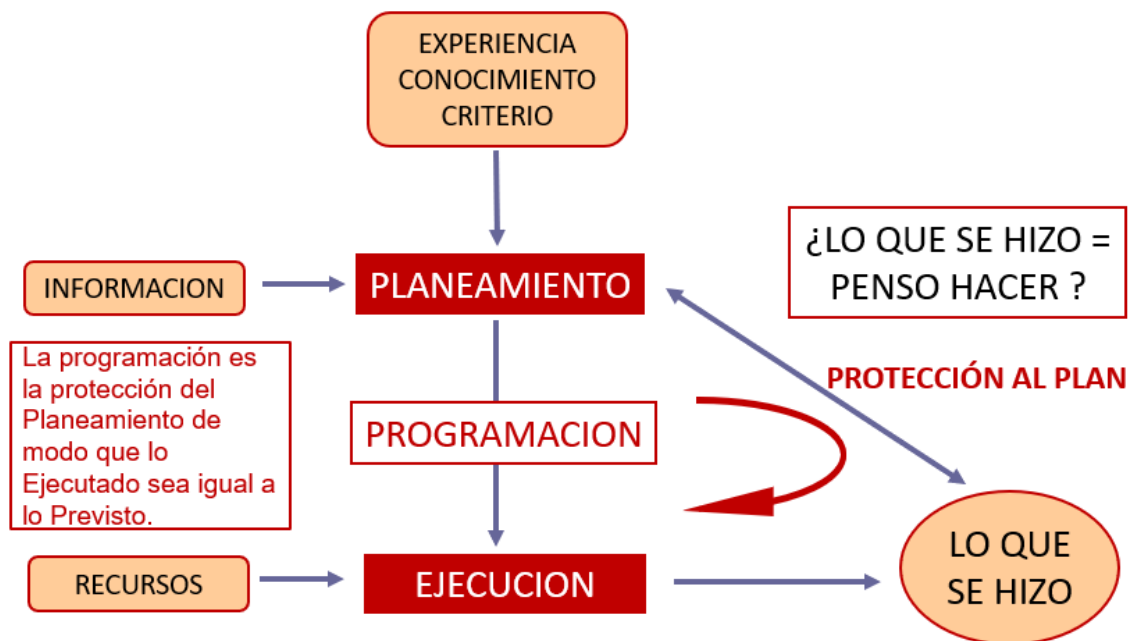 EXPERIENCIA
CONOCIMIENTO
CRITERIO
¿LO QUE SE HIZO =
PENSO HACER ?
INFORMACION
PLANEAMIENTO
La programación es
la protección del
Planeamiento de
modo que lo
Ejecutado sea igual a
lo Previsto.
PROTECCIÓN AL PLAN
PROGRAMACION
RECURSOS
EJECUCION
LO QUE
SE HIZO